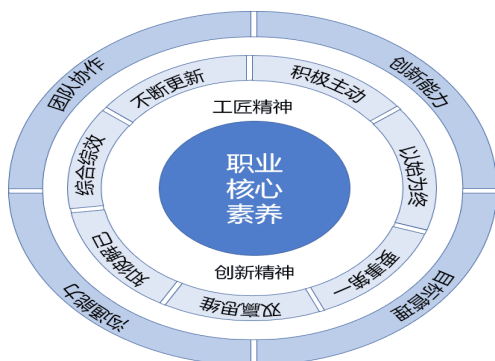 团队协作
创新能力
不断更新
积极主动
工匠精神
综合综效
职业
核心
素养
以始为终
知彼解己
创新精神
要事第一
双赢思维
沟通能力
目标管理